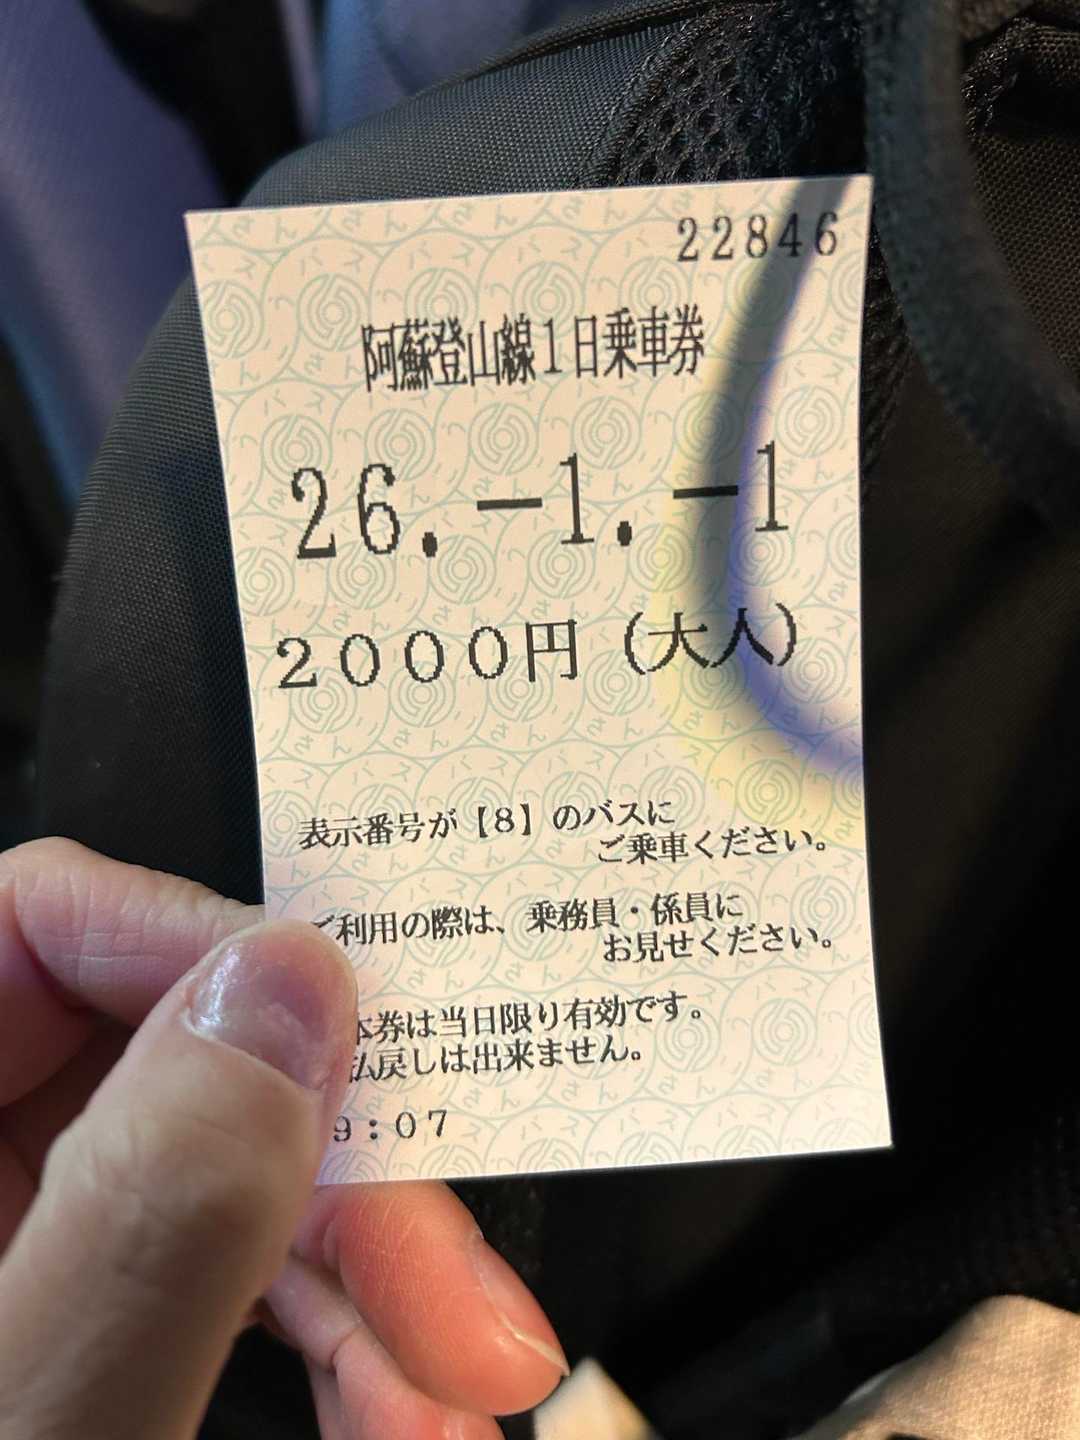 22846
阿蘇登山線1日乗車券
26.-1.-1
2000円(大人)
表示番号が【8】のバスに
ご乗車ください。
ご利用の際は、乗務員・係員に
お見せください。
本券は当日限り有効です。
払戻しは出来ません。
9:07